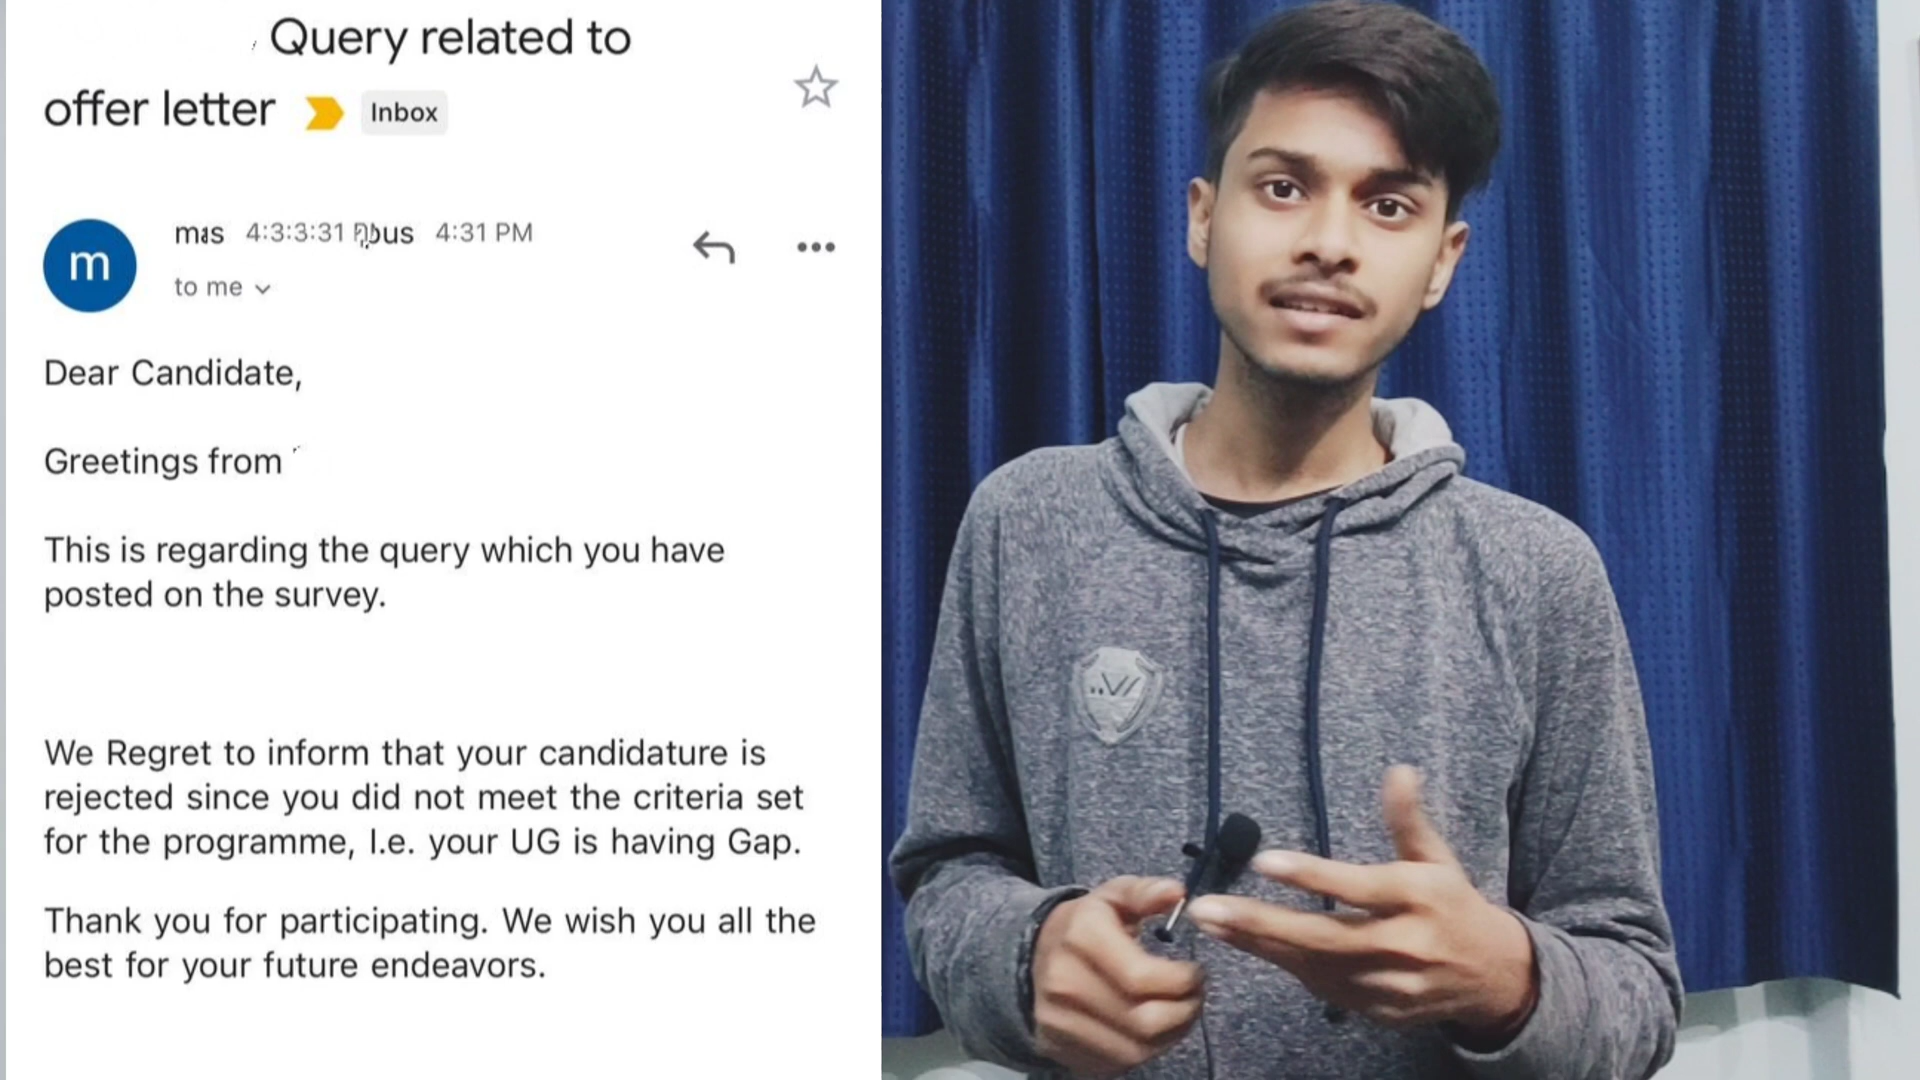 Query related to
offer letter Inbox
4:31 PM
to me
m
Dear Candidate,
Greetings from
This is regarding the query which you have
posted on the survey.
We Regret to inform that your candidature is
rejected since you did not meet the criteria set
for the programme, I.e. your UG is having Gap.
Thank you for participating. We wish you all the
best for your future endeavors.